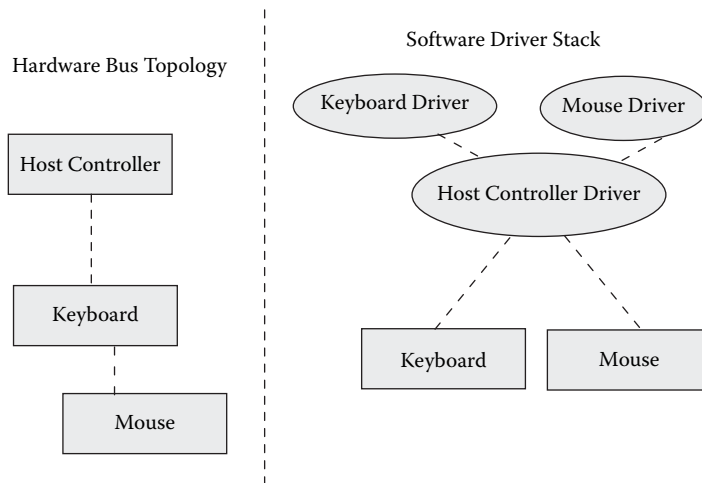 Hardware Bus Topology
Host Controller
Keyboard
Mouse
Software Driver Stack
Keyboard Driver
Mouse Driver
Host Controller Driver
Keyboard
Mouse